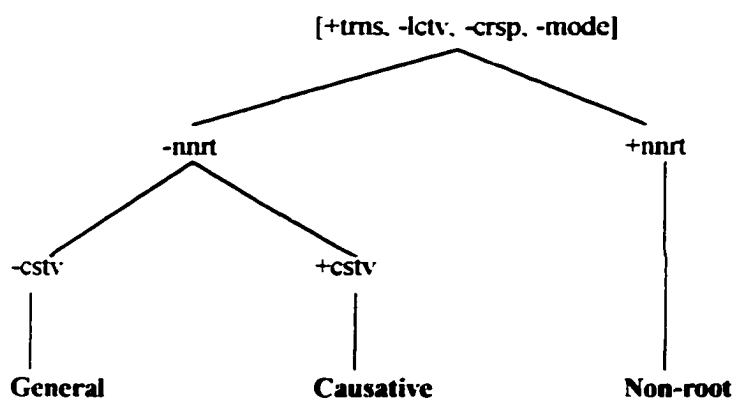 [+trns, -lctv, -crsp, -mode]
-nnrt +nnrt
-cstv +cstv
General Causative Non-root